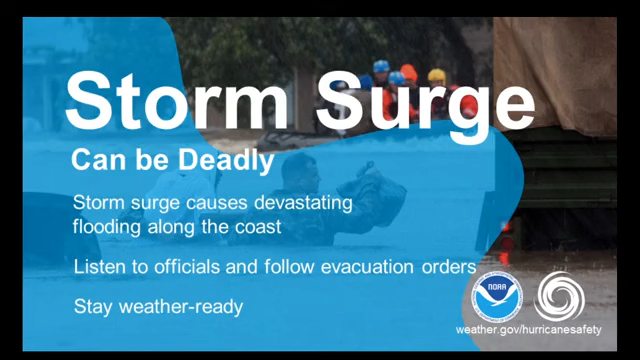 Storm Surge
Can be Deadly
Storm surge causes devastating
flooding along the coast
Listen to officials and follow evacuation orders
Stay weather-ready
NOAA
weather.gov/hurricanesafety